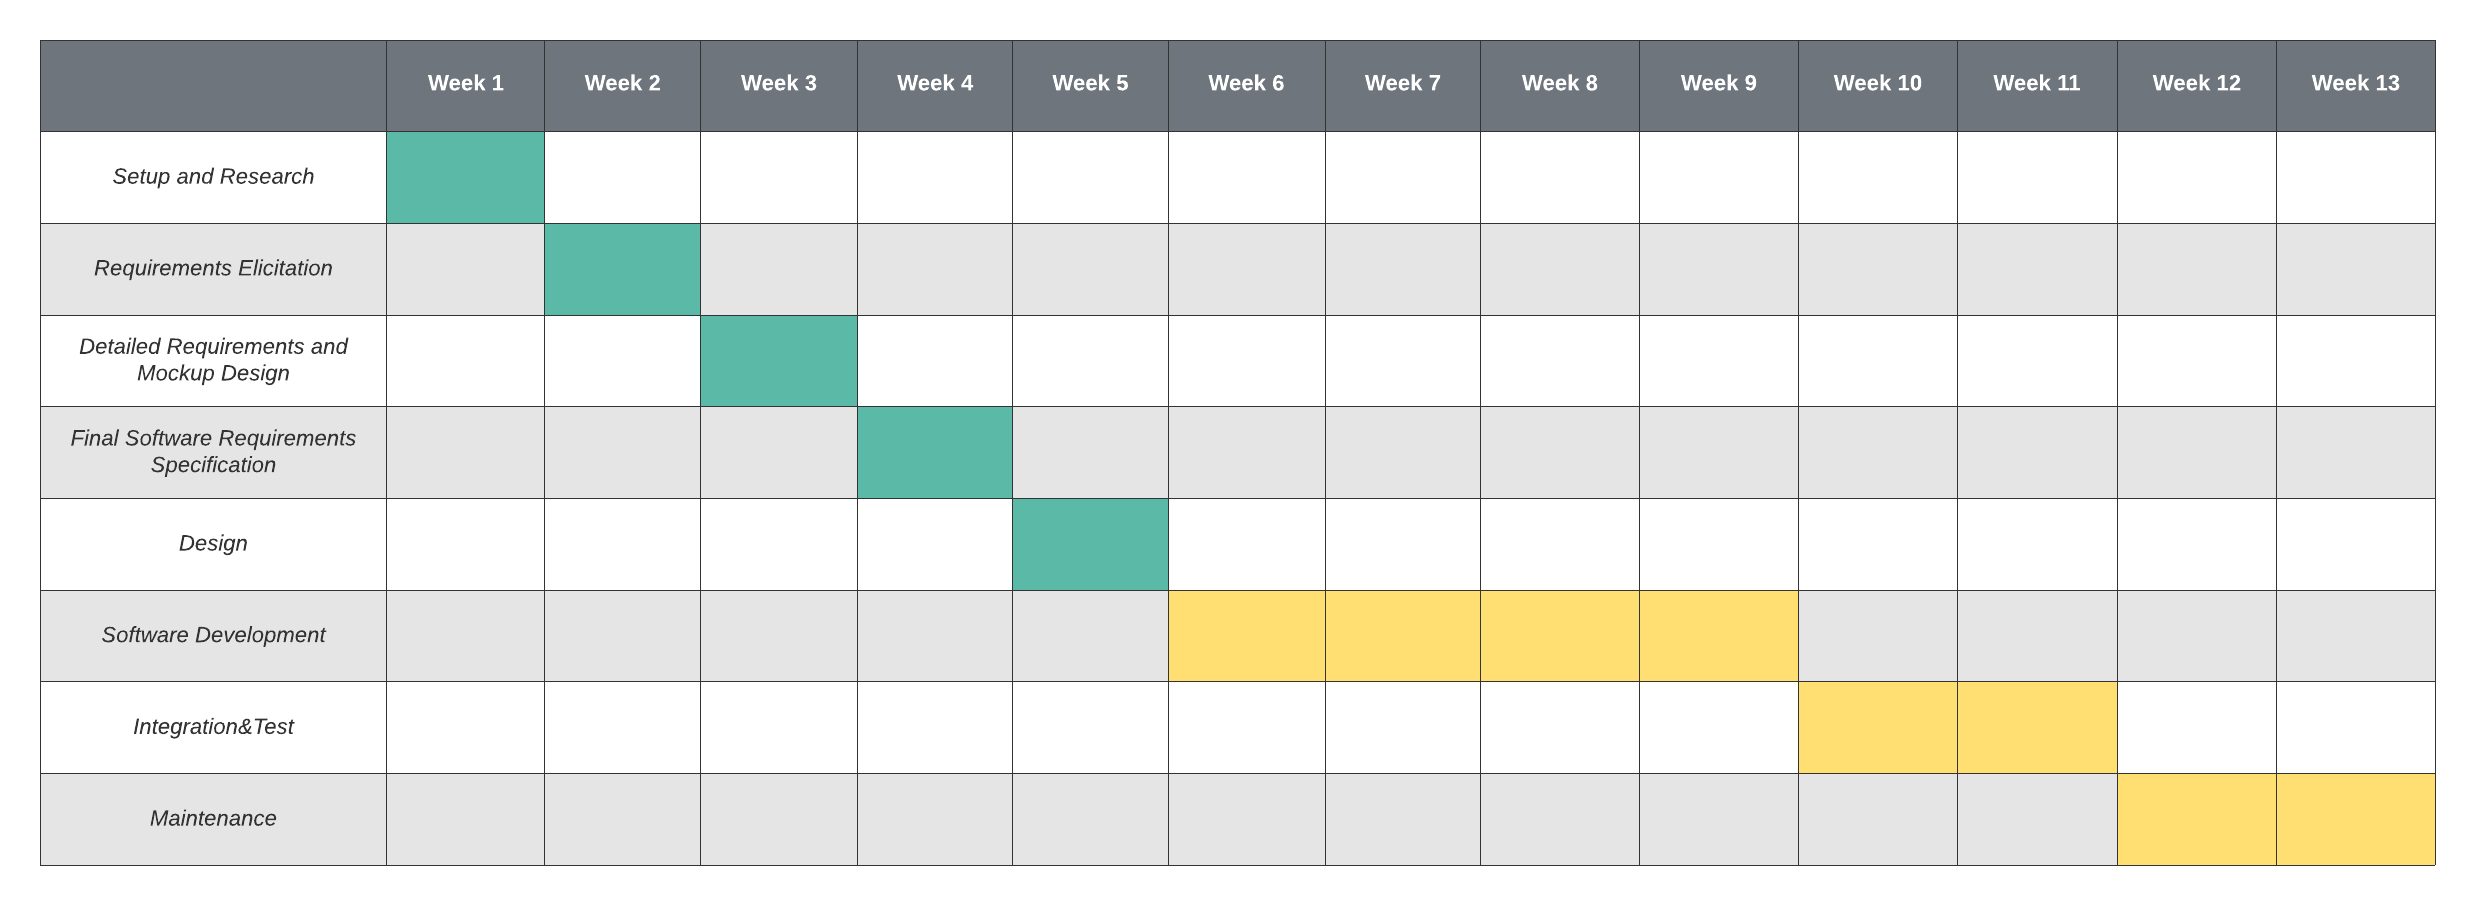 Week 1 Week 2 Week 3 Week 4 Week 5 Week 6 Week 7 Week 8 Week 9 Week 10 Week 11 Week 12 Week 13
Setup and Research
Requirements Elicitation
Detailed Requirements and
Mockup Design
Final Software Requirements
Specification
Design
Software Development
Integration&Test
Maintenance